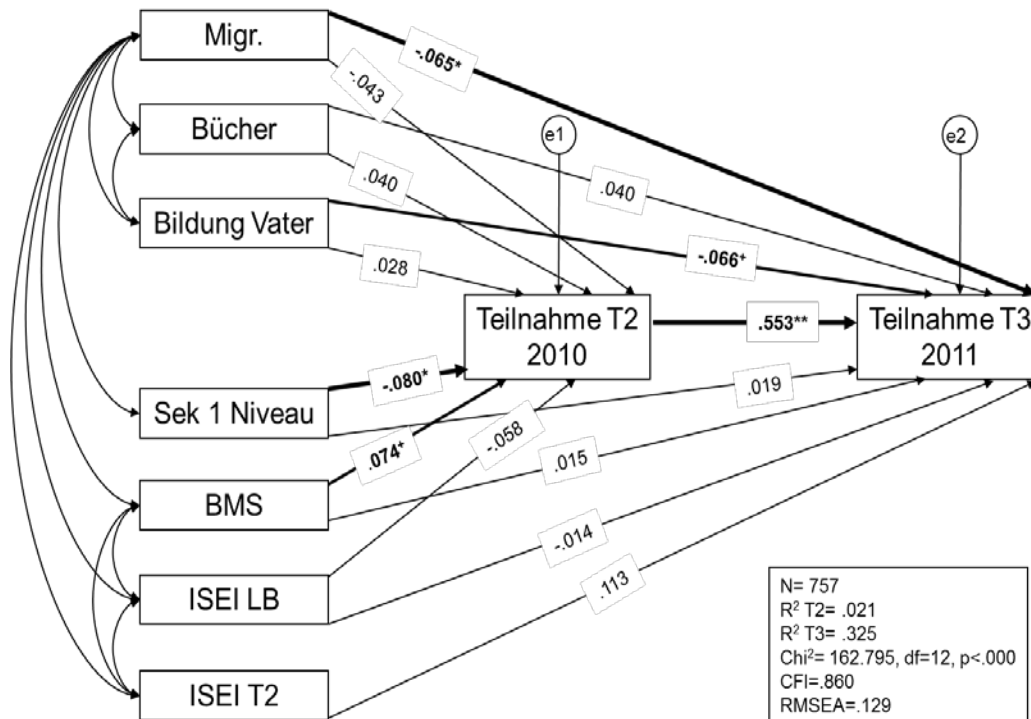 Migr.
-.065*
-.043
Bücher
e1
e2
.040
.040
Bildung Vater
-.066⁺
.028
Teilnahme T2
2010
.553**
Teilnahme T3
2011
-.080*
Sek 1 Niveau
.019
.074⁺
-.058
.015
BMS
-.014
ISEI LB
.113
ISEI T2
N= 757
R² T2= .021
R² T3= .325
Chi²= 162.795, df=12, p<.000
CFI=.860
RMSEA=.129